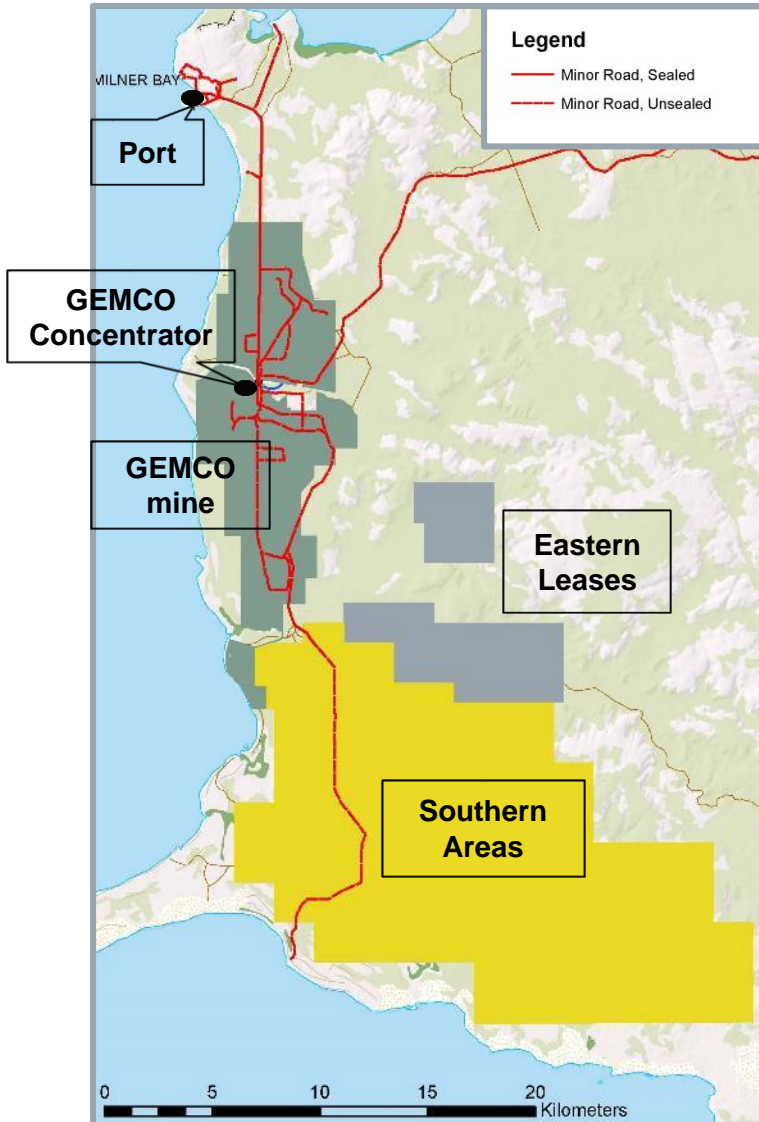 Legend
Minor Road, Sealed
Minor Road, Unsealed
MILNER BAY
Port
GEMCO
Concentrator
GEMCO
mine
Eastern
Leases
Southern
Areas
0 5 10 15 20
Kilometers